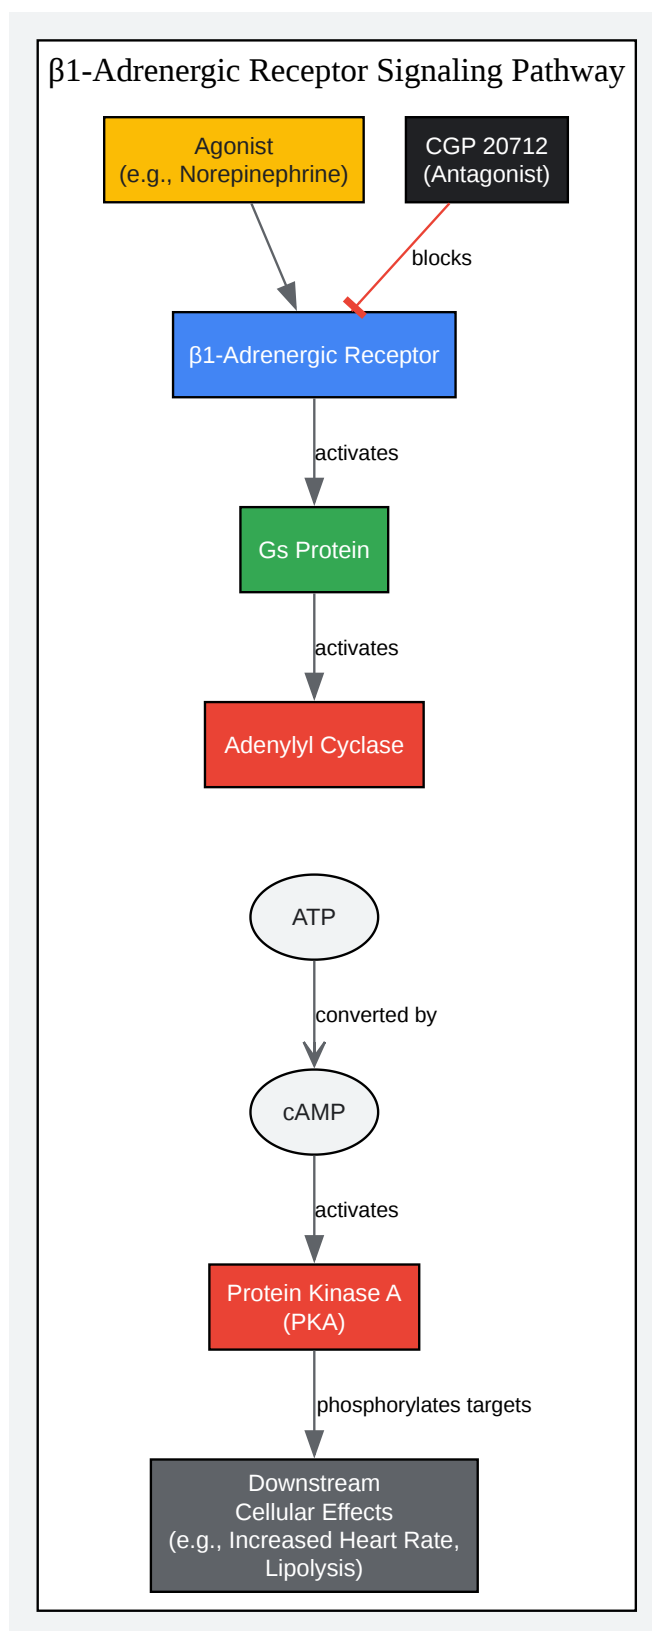 β1-Adrenergic Receptor Signaling Pathway
Agonist
(e.g., Norepinephrine)
CGP 20712
(Antagonist)
blocks
β1-Adrenergic Receptor
activates
Gs Protein
activates
Adenylyl Cyclase
ATP
converted by
cAMP
activates
Protein Kinase A
(PKA)
phosphorylates targets
Downstream
Cellular Effects
(e.g., Increased Heart Rate,
Lipolysis)